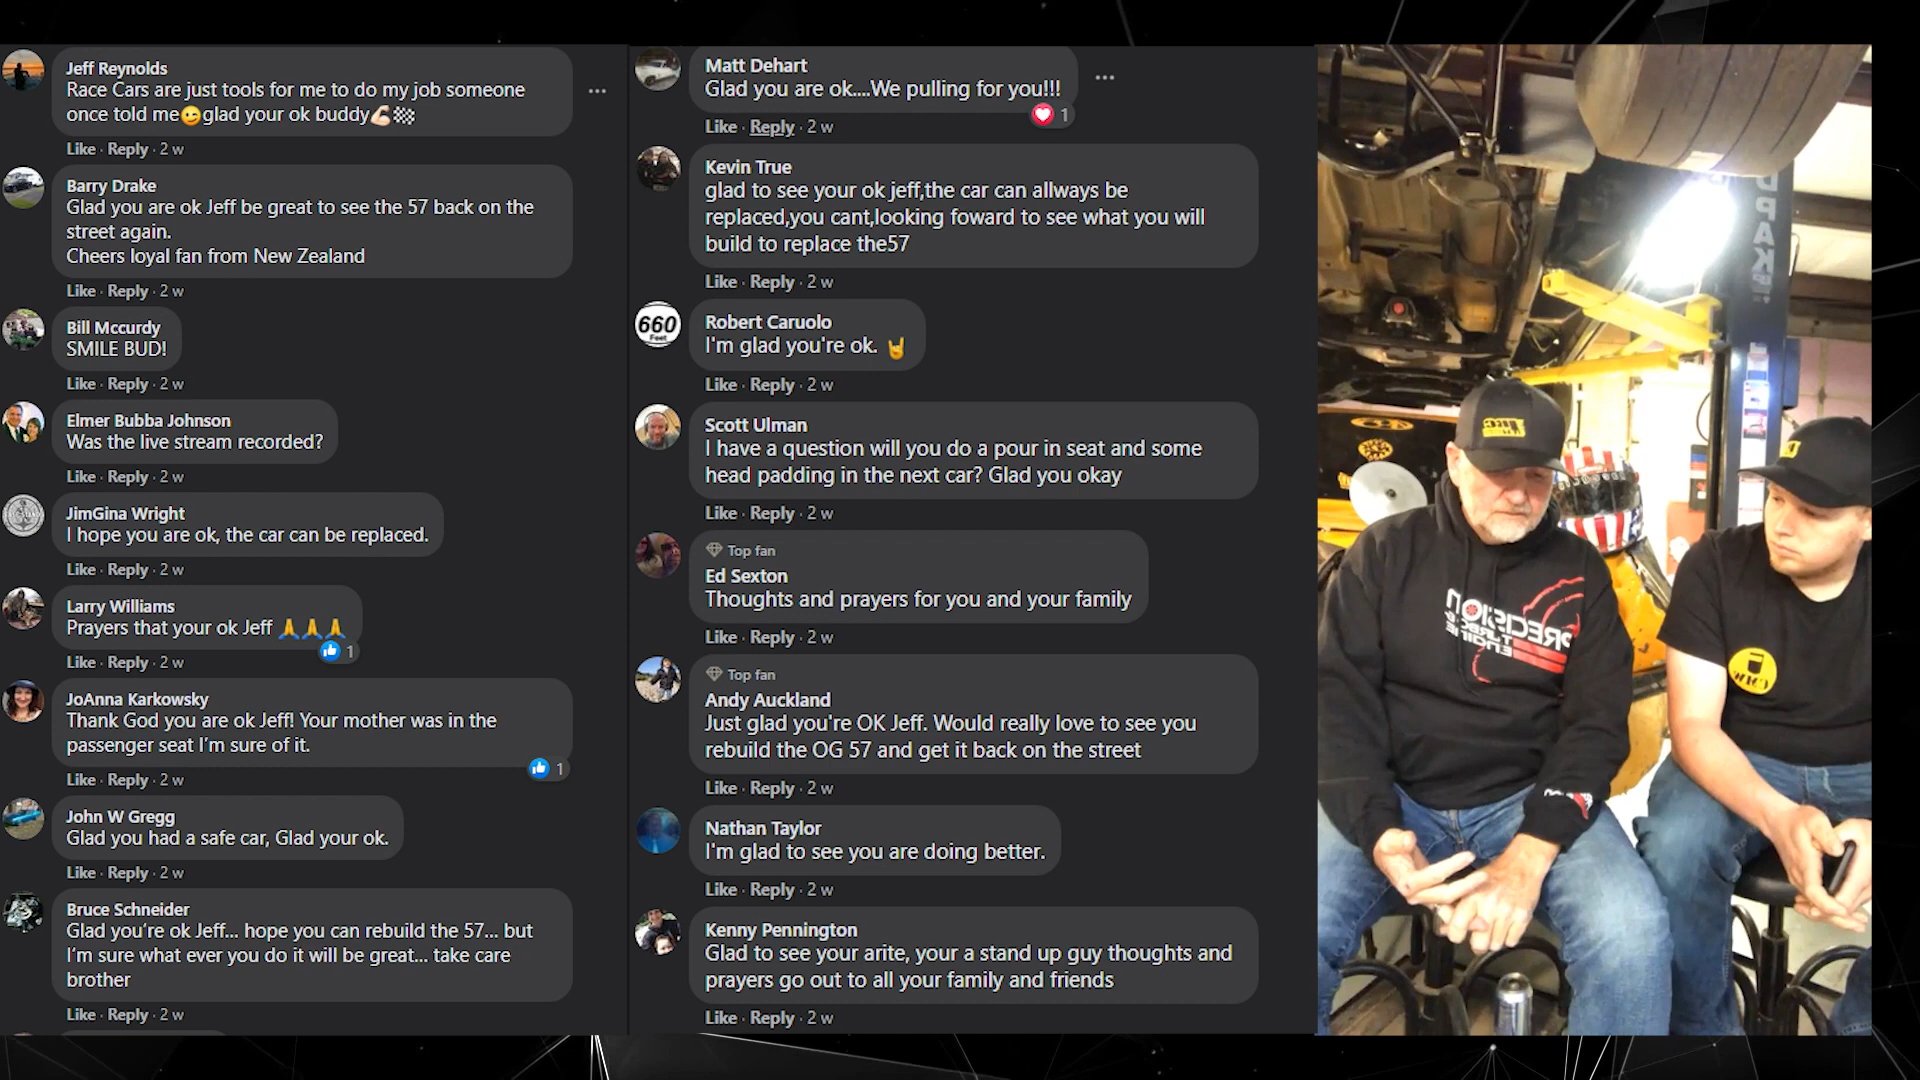 Jeff Reynolds
Race Cars are just tools for me to do my job someone
once told me😉glad your ok buddy💪🏻🏁
Like · Reply · 2 w
Barry Drake
Glad you are ok Jeff be great to see the 57 back on the
street again.
Cheers loyal fan from New Zealand
Like · Reply · 2 w
Bill Mccurdy
SMILE BUD!
Like · Reply · 2 w
Elmer Bubba Johnson
Was the live stream recorded?
Like · Reply · 2 w
JimGina Wright
I hope you are ok, the car can be replaced.
Like · Reply · 2 w
Larry Williams
Prayers that your ok Jeff 🙏🙏🙏
1
Like · Reply · 2 w
JoAnna Karkowsky
Thank God you are ok Jeff! Your mother was in the
passenger seat I’m sure of it.
1
Like · Reply · 2 w
John W Gregg
Glad you had a safe car, Glad your ok.
Like · Reply · 2 w
Bruce Schneider
Glad you’re ok Jeff... hope you can rebuild the 57... but
I’m sure what ever you do it will be great... take care
brother
Like · Reply · 2 w
Matt Dehart
Glad you are ok....We pulling for you!!!
1
Like · Reply · 2 w
Kevin True
glad to see your ok jeff,the car can allways be
replaced,you cant,looking foward to see what you will
build to replace the57
Like · Reply · 2 w
660
Feet
Robert Caruolo
I'm glad you're ok. 🤘
Like · Reply · 2 w
Scott Ulman
I have a question will you do a pour in seat and some
head padding in the next car? Glad you okay
Like · Reply · 2 w
Top fan
Ed Sexton
Thoughts and prayers for you and your family
Like · Reply · 2 w
Top fan
Andy Auckland
Just glad you're OK Jeff. Would really love to see you
rebuild the OG 57 and get it back on the street
Like · Reply · 2 w
Nathan Taylor
I'm glad to see you are doing better.
Like · Reply · 2 w
Kenny Pennington
Glad to see your arite, your a stand up guy thoughts and
prayers go out to all your family and friends
Like · Reply · 2 w
PRECISION
TURBO &
ENGINE